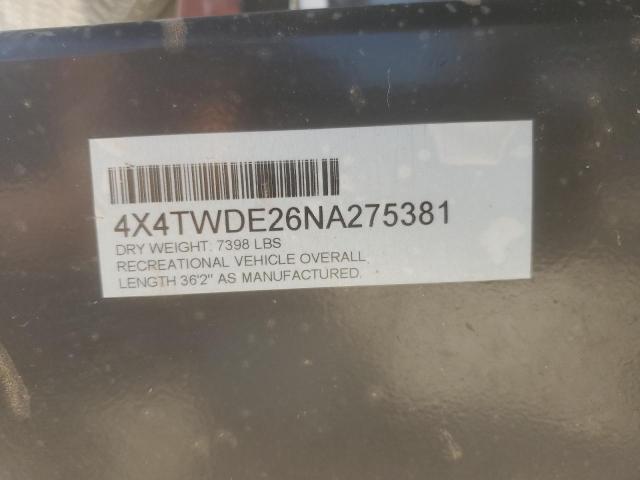 4X4TWDE26NA275381
DRY WEIGHT: 7398 LBS
RECREATIONAL VEHICLE OVERALL
LENGTH 36'2" AS MANUFACTURED.